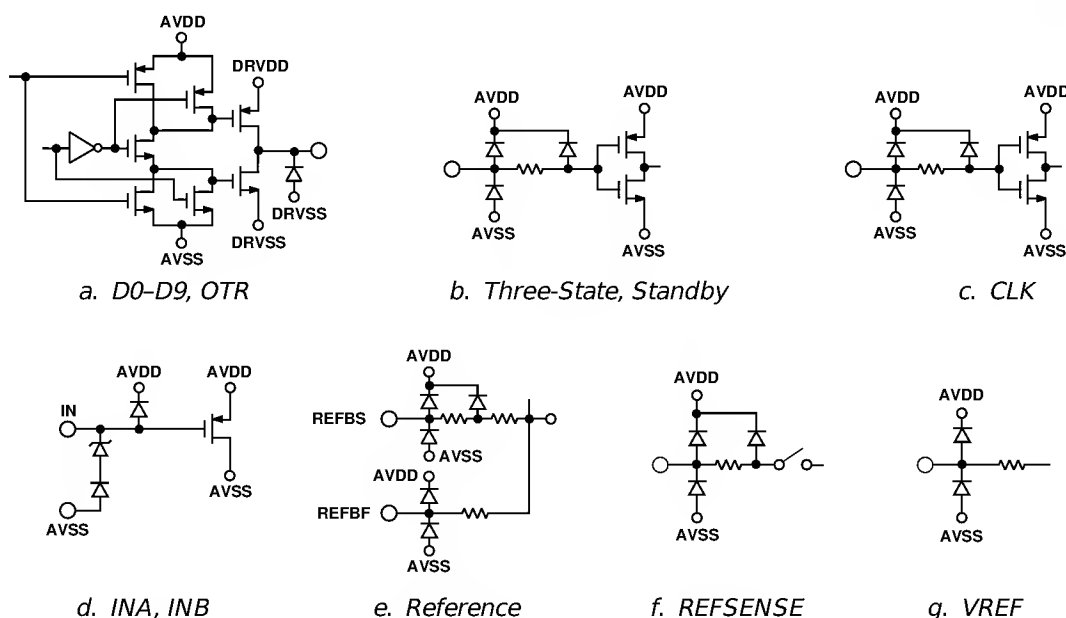 AVDD
DRVDD
DRVSS
DRVSS
AVSS
a. D0–D9, OTR
AVDD
AVDD
AVSS
AVSS
b. Three-State, Standby
AVDD
AVDD
AVSS
AVSS
c. CLK
AVDD
AVDD
IN
AVSS
AVSS
d. INA, INB
AVDD
REFBS
AVSS
AVDD
REFBF
AVSS
e. Reference
AVDD
AVSS
f. REFSENSE
AVDD
AVSS
g. VREF